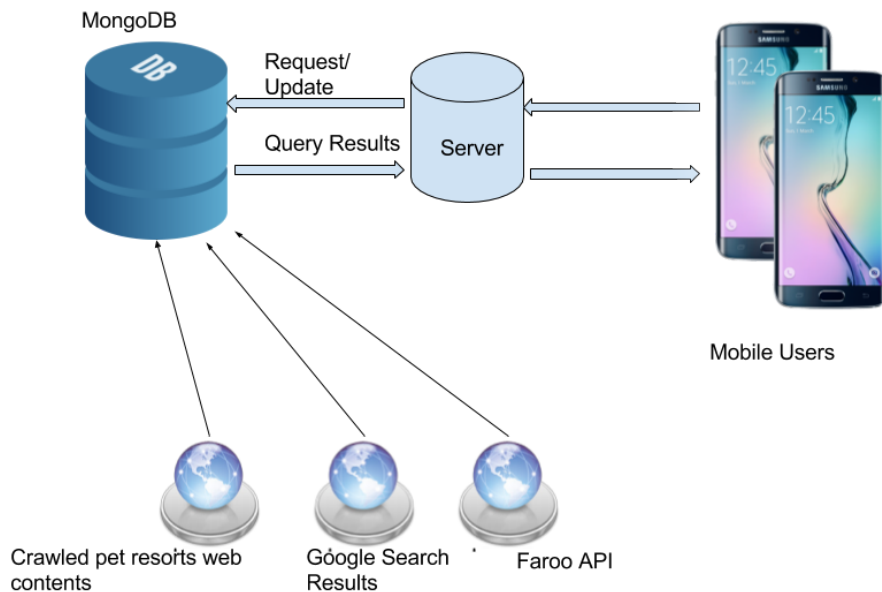 MongoDB
DB
Request/
Update
Query Results
Server
SAMSUNG
12:45
SAMSUNG
12:45
Mobile Users
Crawled pet resorts web
contents
Google Search
Results
Faroo API